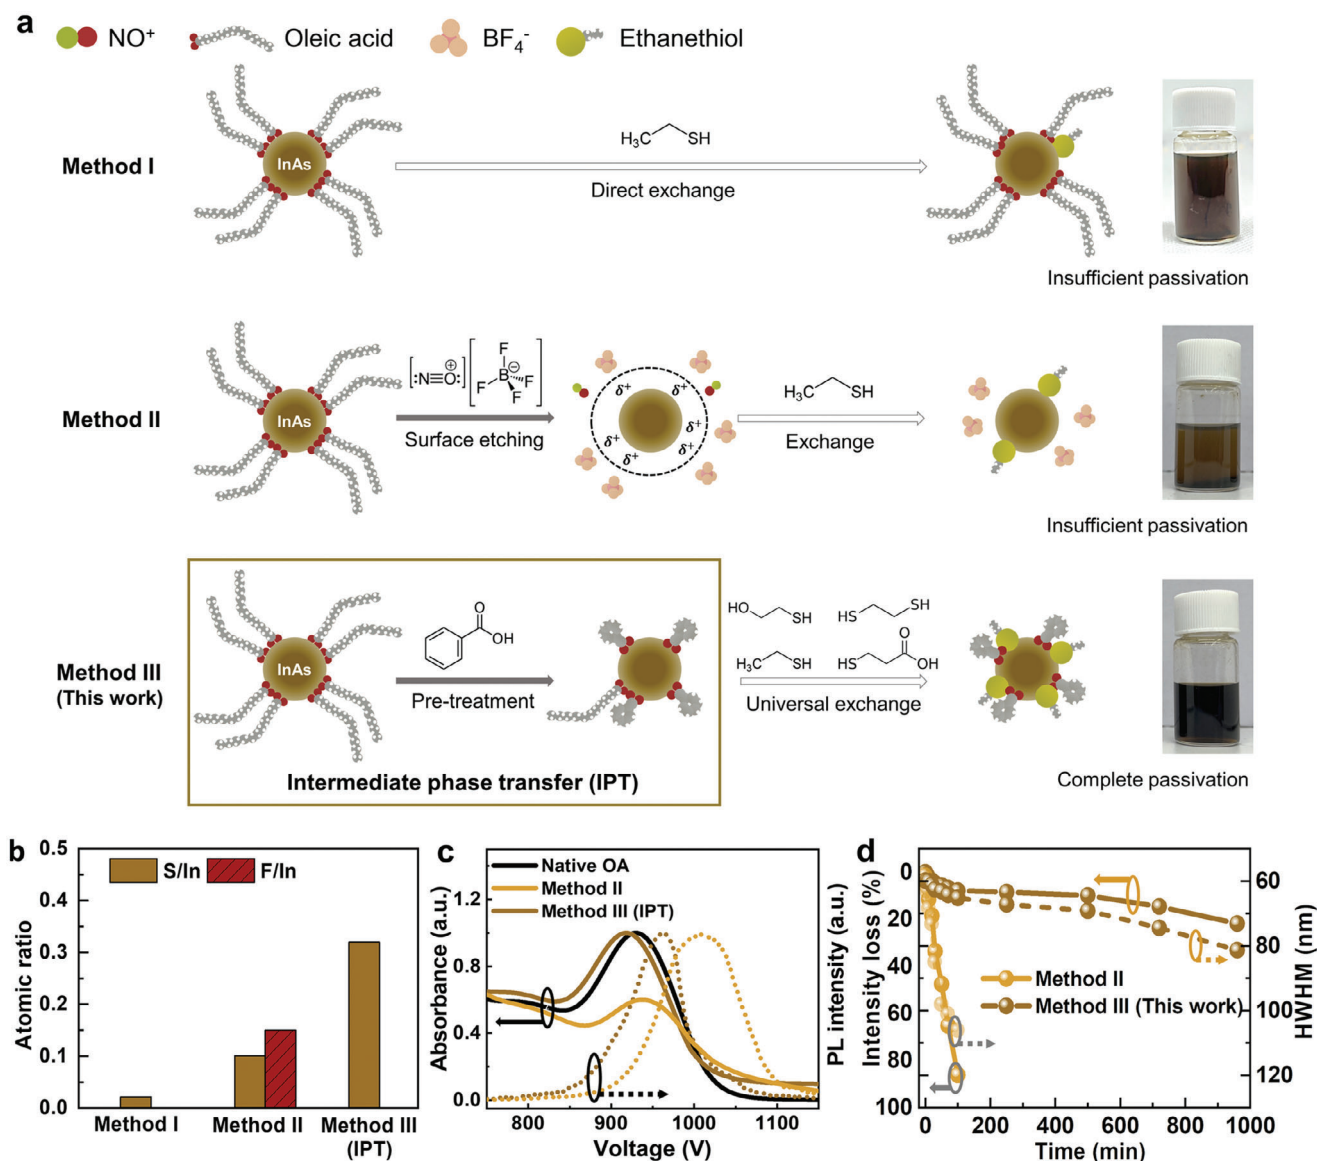 a
NO⁺ Oleic acid BF₄⁻ Ethanethiol
Method I
InAs
H₃C SH
Direct exchange
Insufficient passivation
Method II
InAs
[:N≡O:]⊕ [F B⊖ F F F]
Surface etching
δ⁺ δ⁺ δ⁺ δ⁺ δ⁺ δ⁺ δ⁺
H₃C SH
Exchange
Insufficient passivation
Method III
(This work)
InAs
O
OH
Pre-treatment
Intermediate phase transfer (IPT)
HO SH HS SH
H₃C SH HS O OH
Universal exchange
Complete passivation
b
S/In F/In
Atomic ratio
0.5
0.4
0.3
0.2
0.1
0.0
Method I Method II Method III
(IPT)
c
Native OA
Method II
Method III (IPT)
Absorbance (a.u.)
1.2
0.8
0.4
0.0
800 900 1000 1100
Voltage (V)
PL intensity (a.u.)
d
Intensity loss (%)
0
20
40
60
80
100
Method II
Method III (This work)
60
80
100
120
HWHM (nm)
0 200 400 600 800 1000
Time (min)